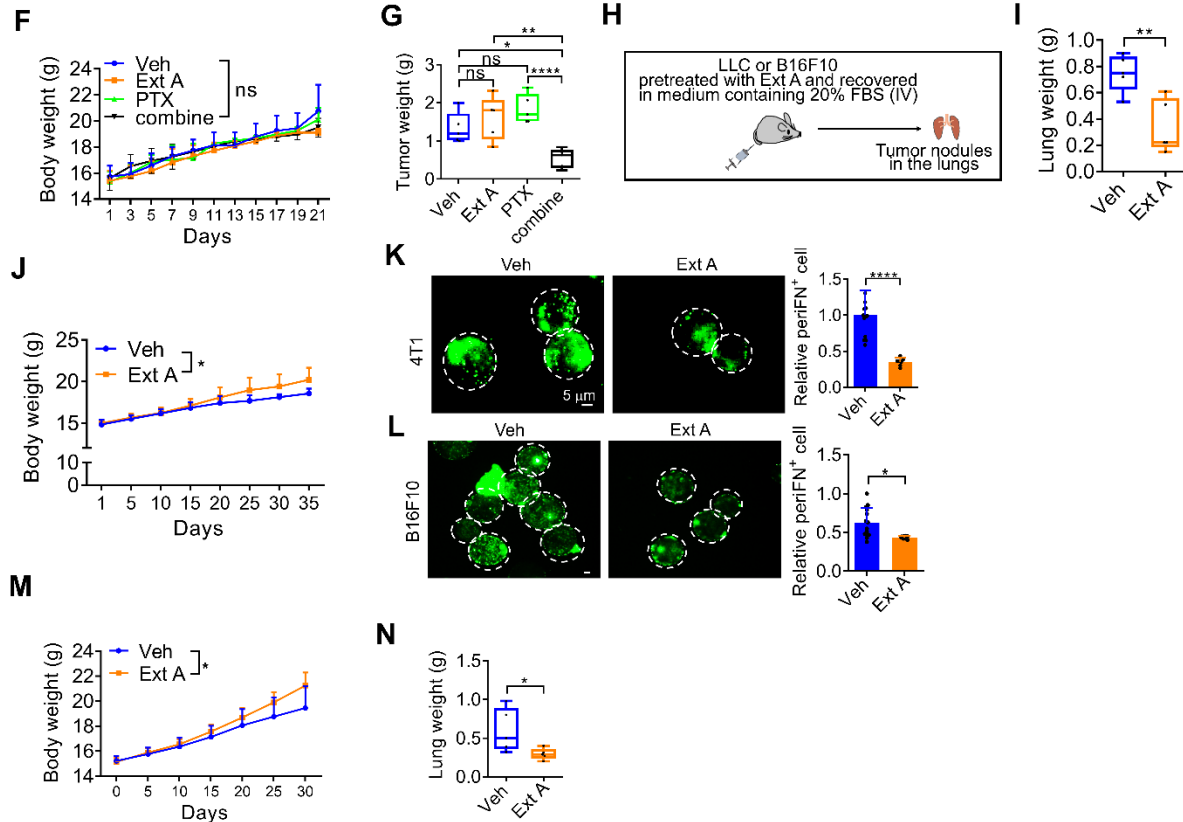 F
Body weight (g)
24
22
20
18
16
14
Veh
Ext A
PTX
combine
ns
1 3 5 7 9 11 13 15 17 19 21
Days
G
Tumor weight (g)
3
2
1
0
**
*
ns
ns
****
Veh
Ext A
PTX
combine
H
LLC or B16F10
pretreated with Ext A and recovered
in medium containing 20% FBS (IV)
Tumor nodules
in the lungs
I
Lung weight (g)
1.0
0.8
0.6
0.4
0.2
0.0
**
Veh
Ext A
J
Body weight (g)
25
20
15
10
0
Veh
Ext A
*
1 5 10 15 20 25 30 35
Days
K
Veh
Ext A
4T1
5 µm
Relative periFN+ cell
1.5
1.0
0.5
0.0
****
Veh
Ext A
L
Veh
Ext A
B16F10
Relative periFN+ cell
1.5
1.0
0.5
0.0
*
Veh
Ext A
M
Body weight (g)
24
22
20
18
16
14
Veh
Ext A
*
0 5 10 15 20 25 30
Days
N
Lung weight (g)
1.5
1.0
0.5
0.0
*
Veh
Ext A